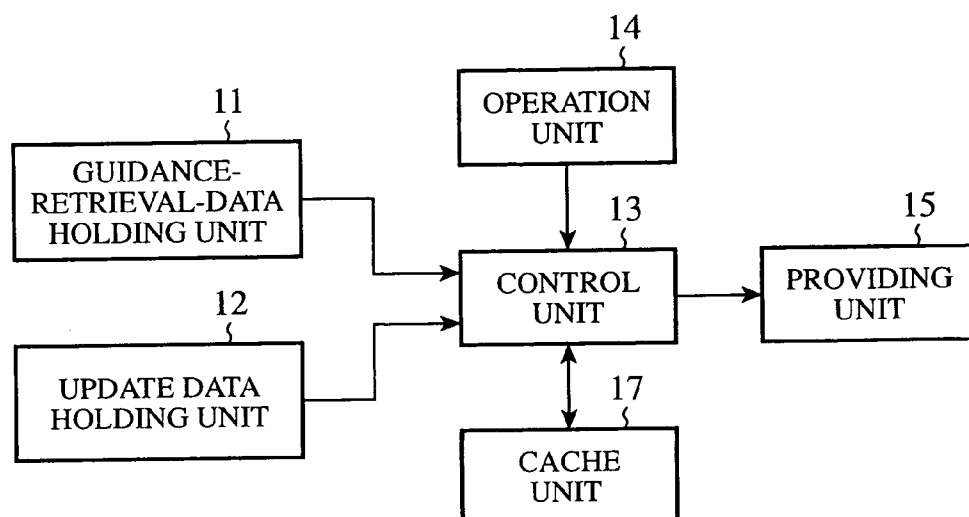 14
OPERATION
UNIT
11
GUIDANCE-
RETRIEVAL-DATA
HOLDING UNIT
13
CONTROL
UNIT
15
PROVIDING
UNIT
12
UPDATE DATA
HOLDING UNIT
17
CACHE
UNIT